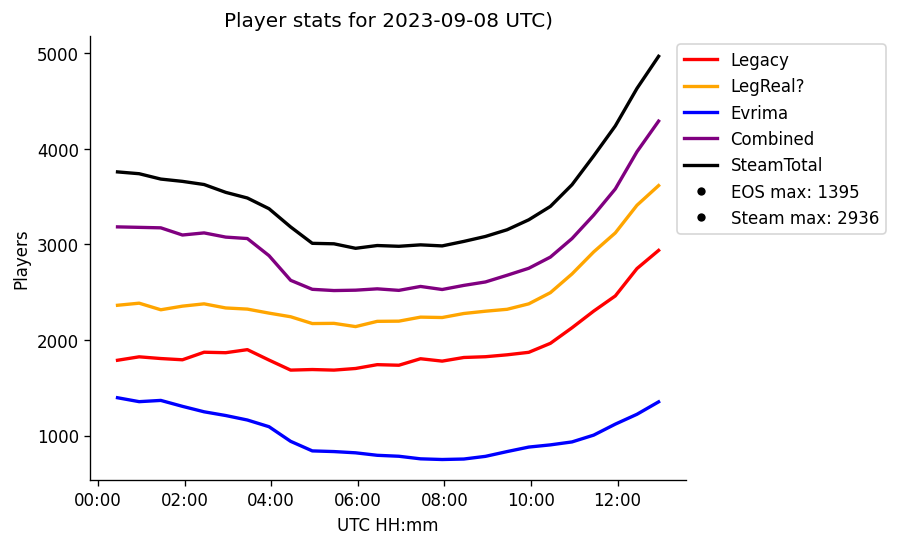 Player stats for 2023-09-08 UTC)
Players
5000
4000
3000
2000
1000
00:00 02:00 04:00 06:00 08:00 10:00 12:00
UTC HH:mm
Legacy
LegReal?
Evrima
Combined
SteamTotal
EOS max: 1395
Steam max: 2936